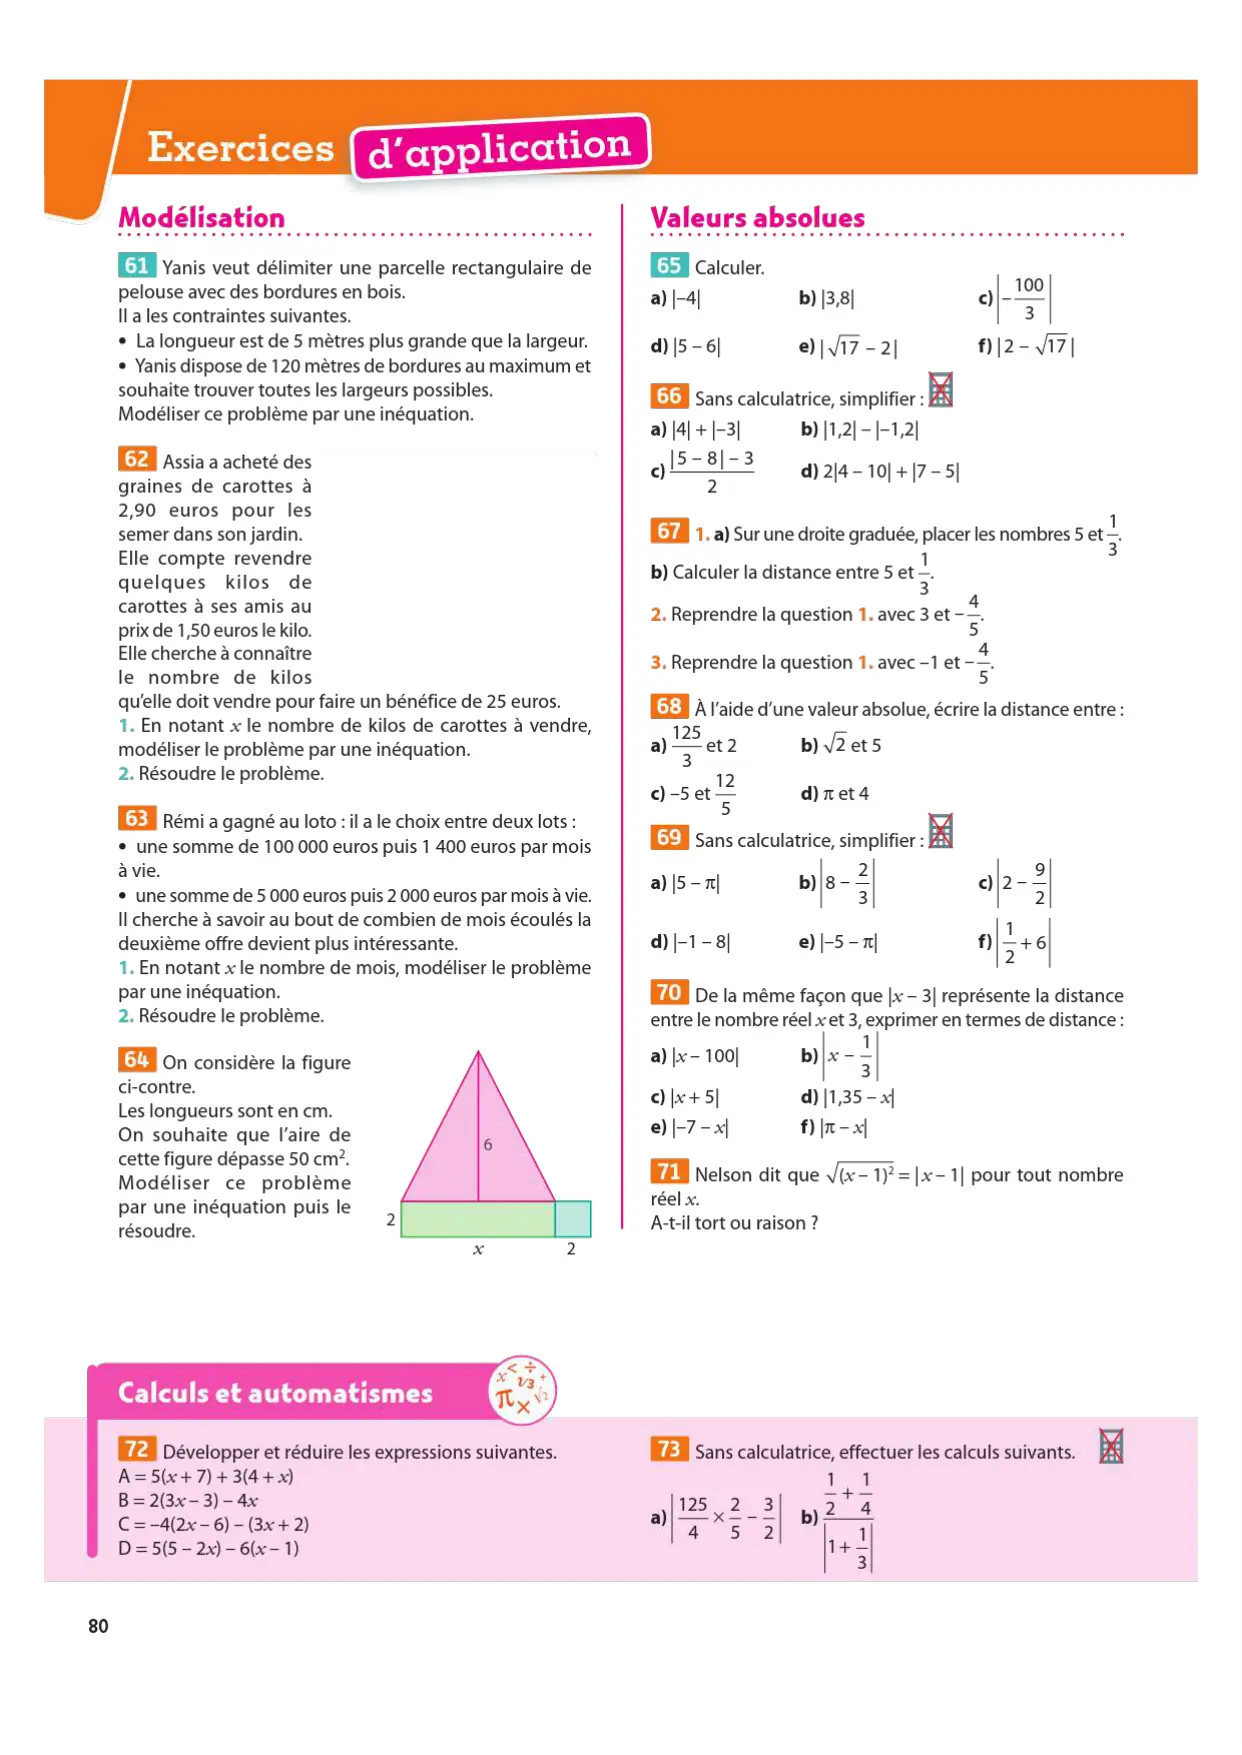 Exercices d'application
Modélisation
61 Yanis veut délimiter une parcelle rectangulaire de
pelouse avec des bordures en bois.
Il a les contraintes suivantes.
• La longueur est de 5 mètres plus grande que la largeur.
• Yanis dispose de 120 mètres de bordures au maximum et
souhaite trouver toutes les largeurs possibles.
Modéliser ce problème par une inéquation.
62 Assia a acheté des
graines de carottes à
2,90 euros pour les
semer dans son jardin.
Elle compte revendre
quelques kilos de
carottes à ses amis au
prix de 1,50 euros le kilo.
Elle cherche à connaître
le nombre de kilos
qu'elle doit vendre pour faire un bénéfice de 25 euros.
1. En notant x le nombre de kilos de carottes à vendre,
modéliser le problème par une inéquation.
2. Résoudre le problème.
63 Rémi a gagné au loto : il a le choix entre deux lots :
• une somme de 100 000 euros puis 1 400 euros par mois
à vie.
• une somme de 5 000 euros puis 2 000 euros par mois à vie.
Il cherche à savoir au bout de combien de mois écoulés la
deuxième offre devient plus intéressante.
1. En notant x le nombre de mois, modéliser le problème
par une inéquation.
2. Résoudre le problème.
64 On considère la figure
ci-contre.
Les longueurs sont en cm.
On souhaite que l'aire de
cette figure dépasse 50 cm².
Modéliser ce problème
par une inéquation puis le
résoudre.
6
2
x 2
Valeurs absolues
65 Calculer.
a) |–4| b) |3,8| c) |–100/3|
d) |5 – 6| e) |√17 – 2| f) |2 – √17|
66 Sans calculatrice, simplifier :
a) |4| + |–3| b) |1,2| – |–1,2|
c) (|5 – 8| – 3)/2 d) 2|4 – 10| + |7 – 5|
67 1. a) Sur une droite graduée, placer les nombres 5 et 1/3.
b) Calculer la distance entre 5 et 1/3.
2. Reprendre la question 1. avec 3 et –4/5.
3. Reprendre la question 1. avec –1 et –4/5.
68 À l'aide d'une valeur absolue, écrire la distance entre :
a) 125/3 et 2 b) √2 et 5
c) –5 et 12/5 d) π et 4
69 Sans calculatrice, simplifier :
a) |5 – π| b) |8 – 2/3| c) |2 – 9/2|
d) |–1 – 8| e) |–5 – π| f) |1/2 + 6|
70 De la même façon que |x – 3| représente la distance
entre le nombre réel x et 3, exprimer en termes de distance :
a) |x – 100| b) |x – 1/3|
c) |x + 5| d) |1,35 – x|
e) |–7 – x| f) |π – x|
71 Nelson dit que √(x – 1)² = |x – 1| pour tout nombre
réel x.
A-t-il tort ou raison ?
Calculs et automatismes
x < ÷ 1/3 + π × √2
72 Développer et réduire les expressions suivantes.
A = 5(x + 7) + 3(4 + x)
B = 2(3x – 3) – 4x
C = –4(2x – 6) – (3x + 2)
D = 5(5 – 2x) – 6(x – 1)
73 Sans calculatrice, effectuer les calculs suivants.
a) |125/4 × 2/5 – 3/2| b) (1/2 + 1/4)/|1 + 1/3|
80